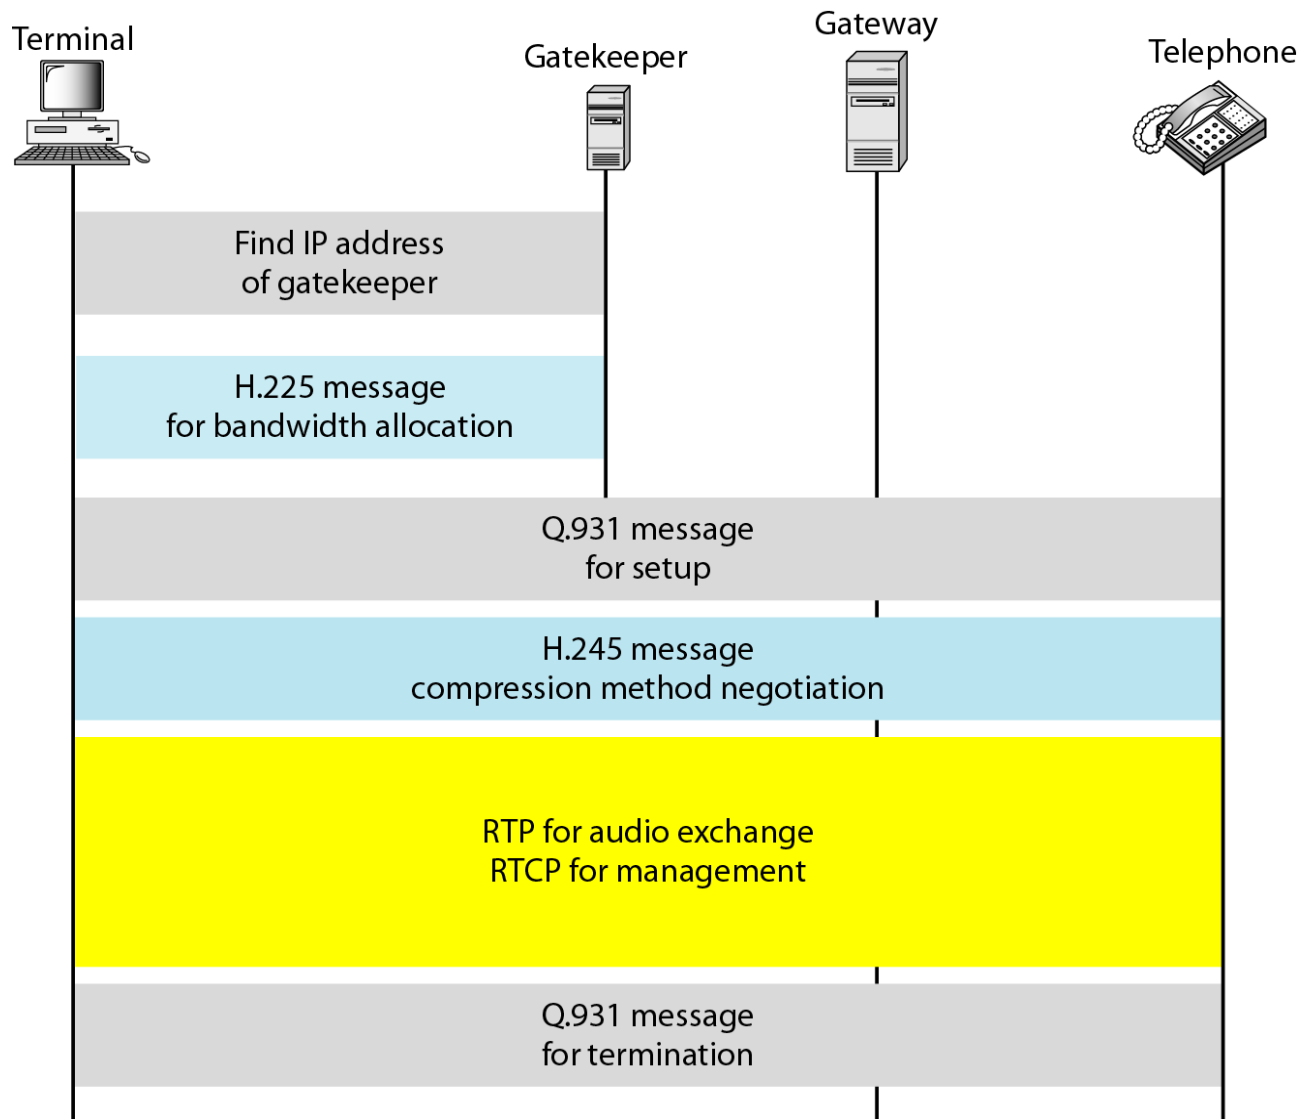 Terminal
Gatekeeper
Gateway
Telephone
Find IP address
of gatekeeper
H.225 message
for bandwidth allocation
Q.931 message
for setup
H.245 message
compression method negotiation
RTP for audio exchange
RTCP for management
Q.931 message
for termination